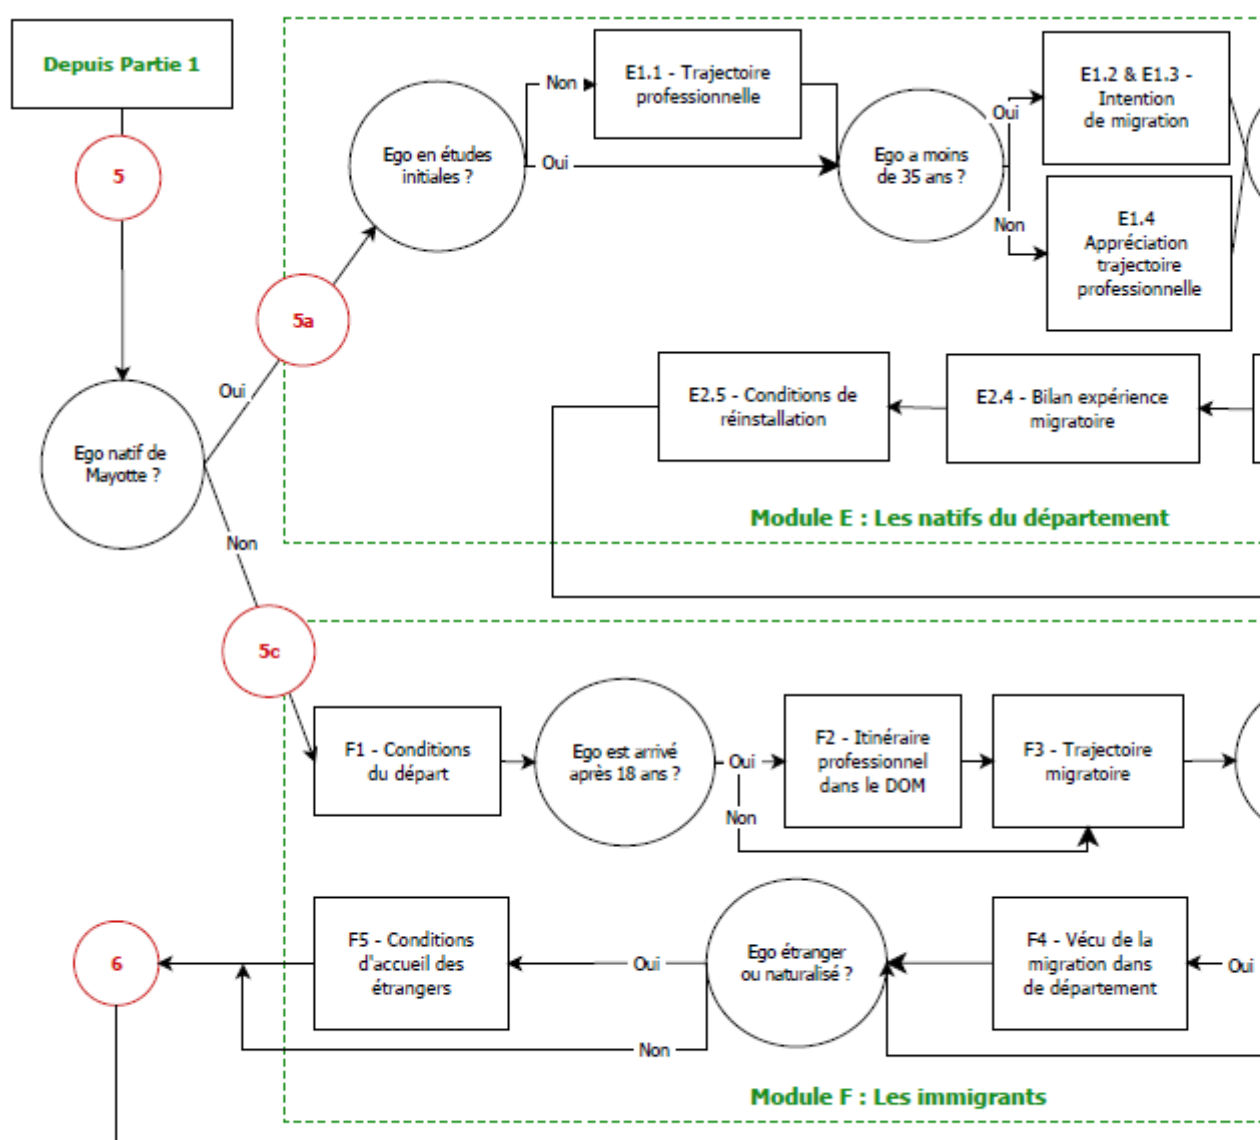 Depuis Partie 1
5
Ego natif de
Mayotte ?
Oui
5a
Non
5c
Ego en études
initiales ?
Non
Oui
E1.1 - Trajectoire
professionnelle
Ego a moins
de 35 ans ?
Oui
Non
E1.2 & E1.3 -
Intention
de migration
E1.4
Appréciation
trajectoire
professionnelle
E2.5 - Conditions de
réinstallation
E2.4 - Bilan expérience
migratoire
Module E : Les natifs du département
F1 - Conditions
du départ
Ego est arrivé
après 18 ans ?
Oui
Non
F2 - Itinéraire
professionnel
dans le DOM
F3 - Trajectoire
migratoire
6
F5 - Conditions
d'accueil des
étrangers
Oui
Non
Ego étranger
ou naturalisé ?
F4 - Vécu de la
migration dans
de département
Oui
Module F : Les immigrants